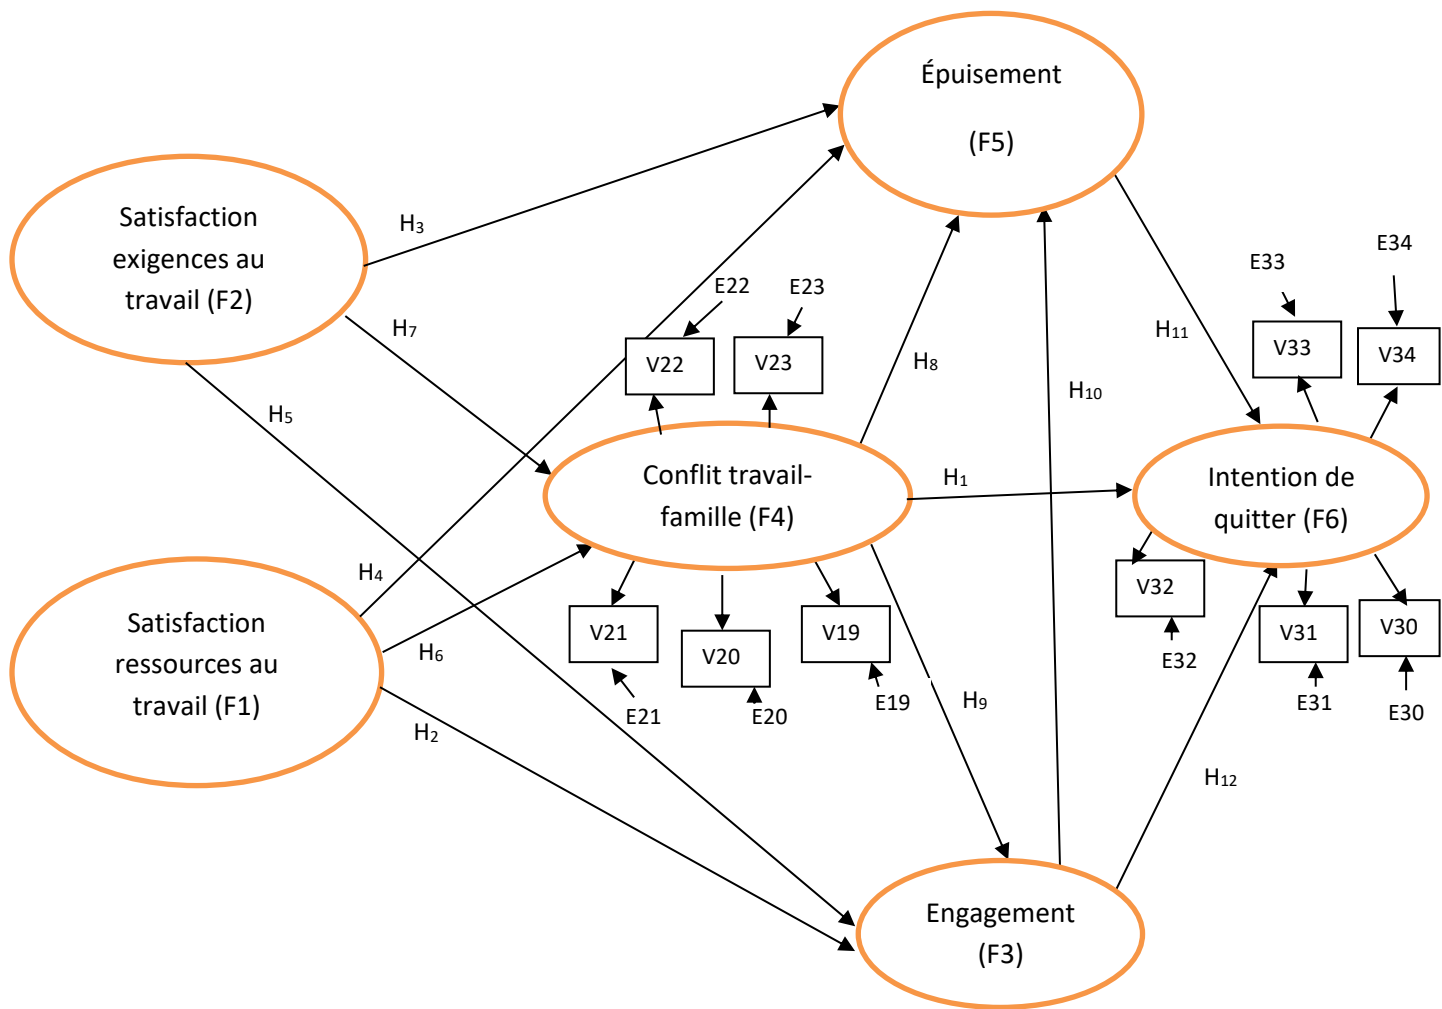 Épuisement
(F5)
Satisfaction
exigences au
travail (F2)
H3
E34
E33
E22
E23
H7
H11
V33
V34
V22
V23
H8
H10
H5
Conflit travail-
famille (F4)
H1
Intention de
quitter (F6)
H4
V32
V21
V20
V19
V31
V30
Satisfaction
ressources au
travail (F1)
H6
E32
E21
E20
E19
E31
E30
H9
H2
H12
Engagement
(F3)